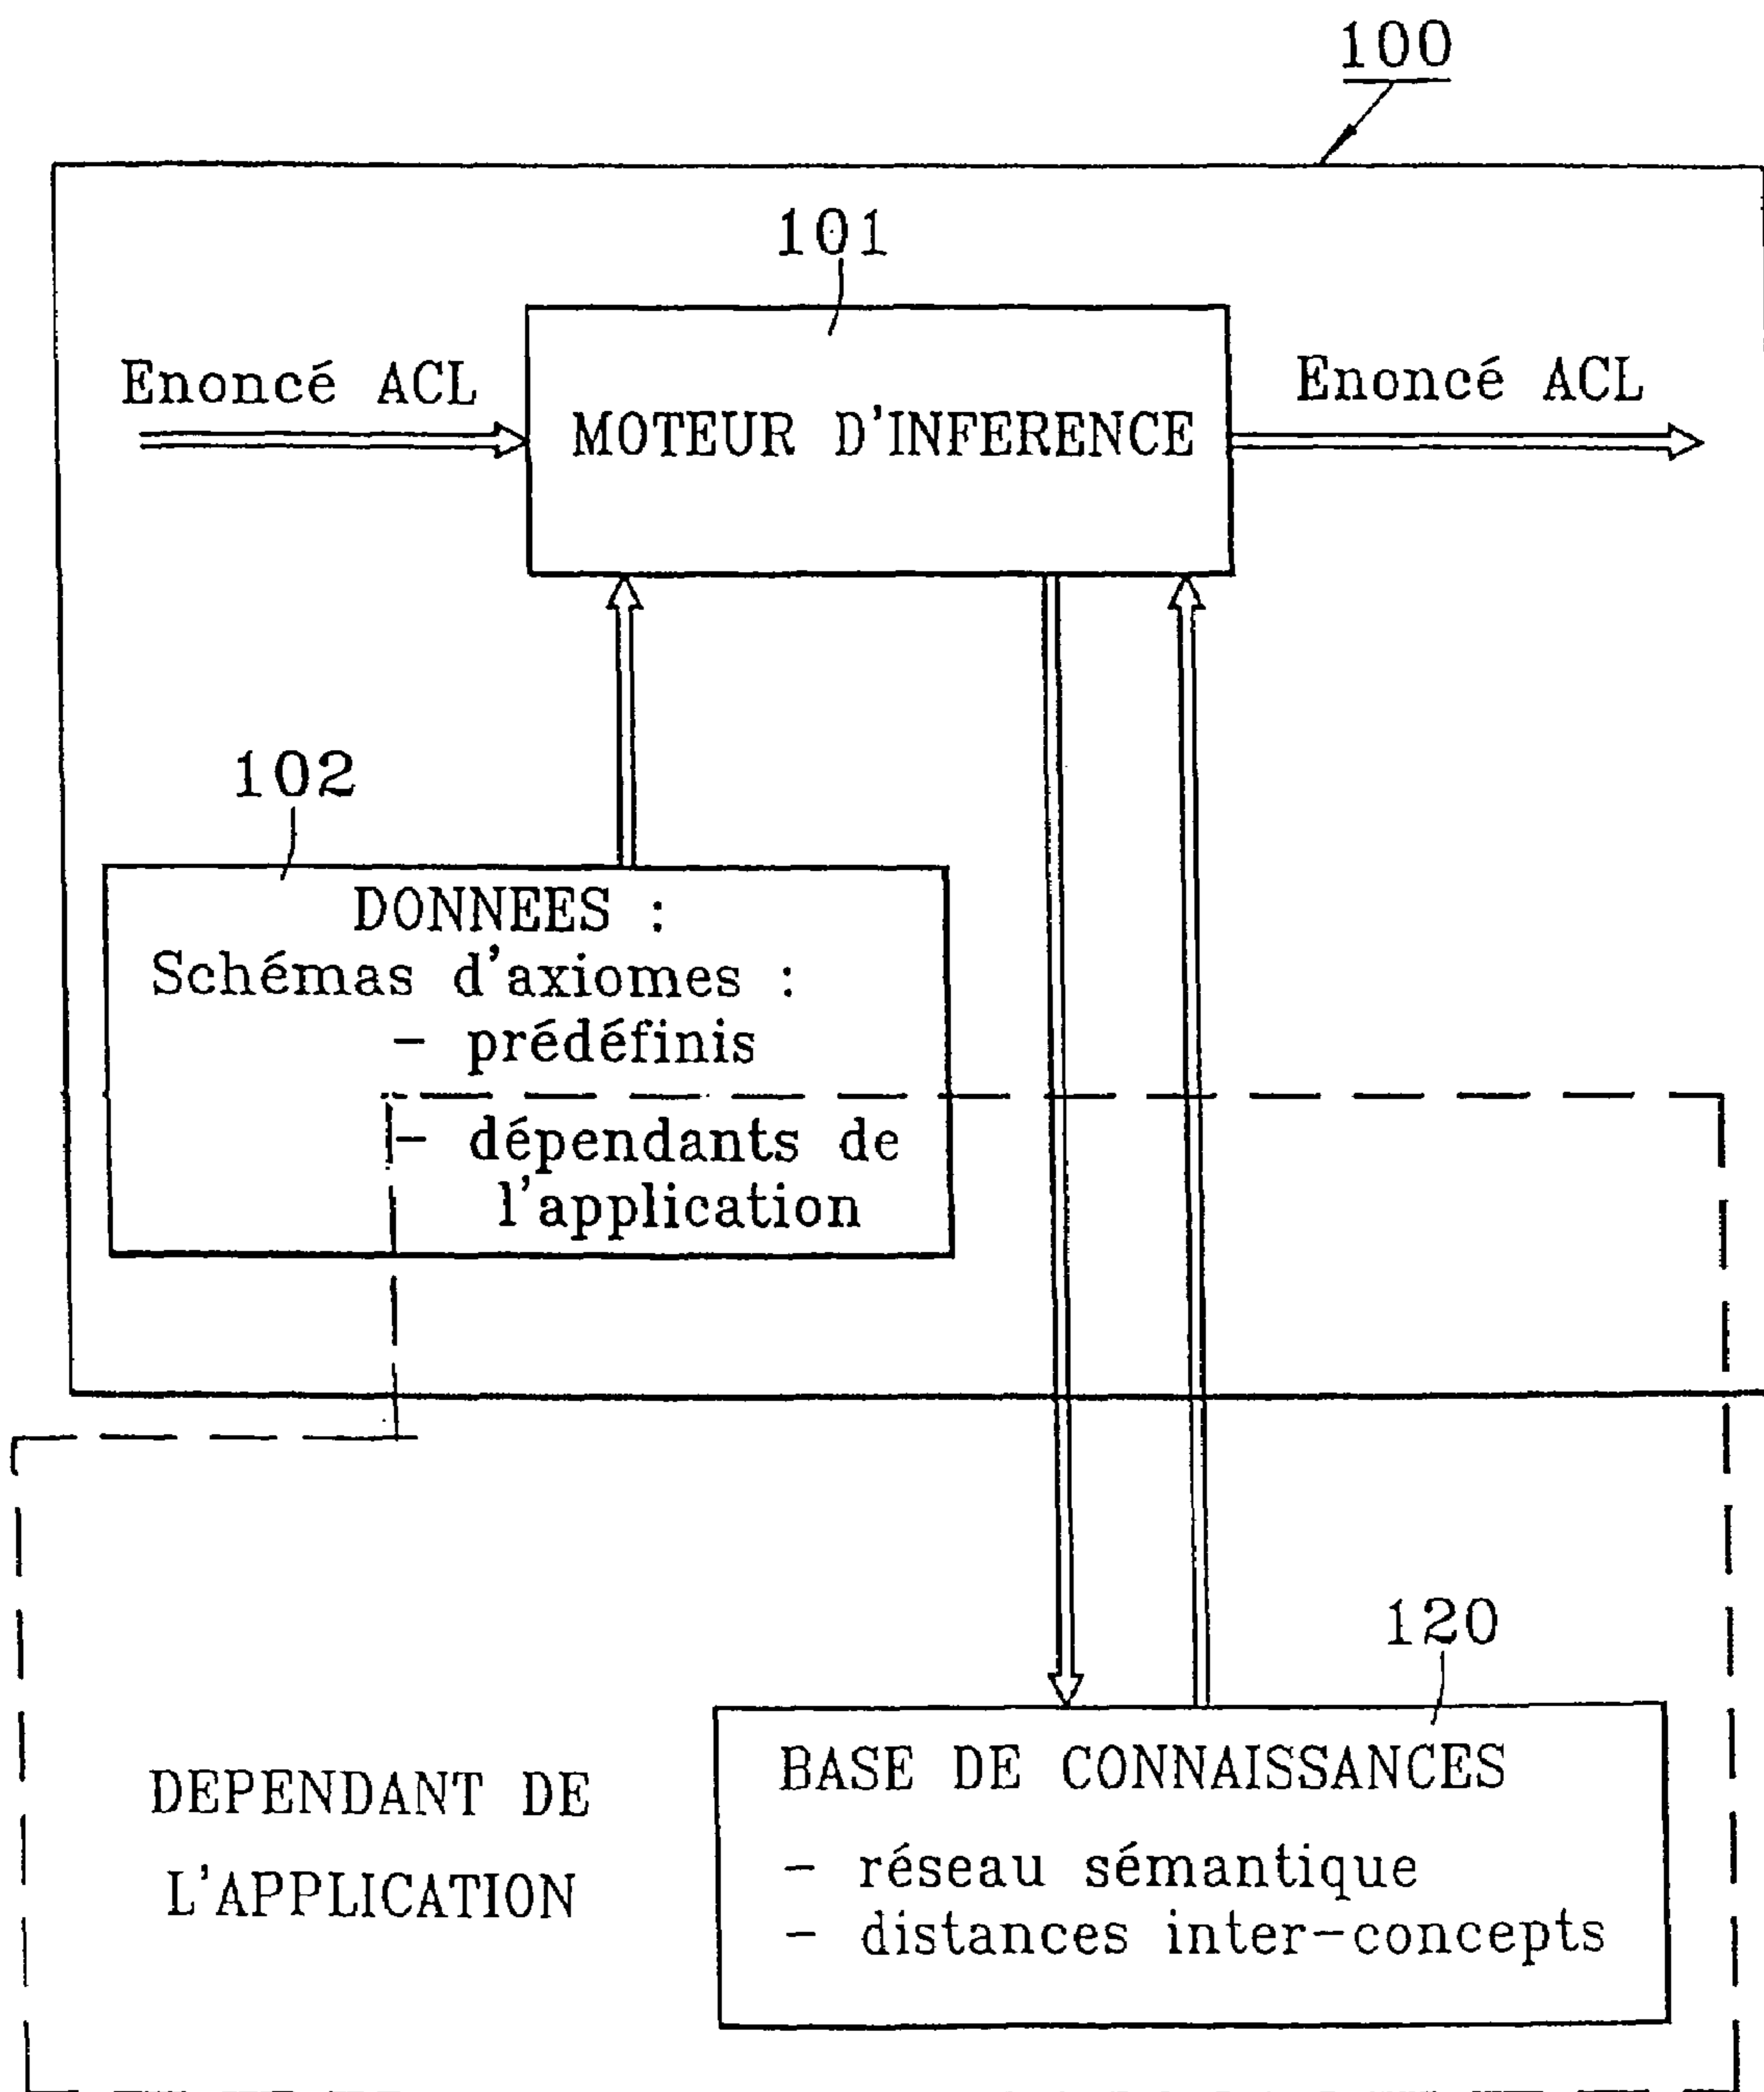 100
101
Enoncé ACL
MOTEUR D'INFERENCE
Enoncé ACL
102
DONNEES :
Schémas d'axiomes :
- prédéfinis
- dépendants de
l'application
120
DEPENDANT DE
L'APPLICATION
BASE DE CONNAISSANCES
- réseau sémantique
- distances inter-concepts